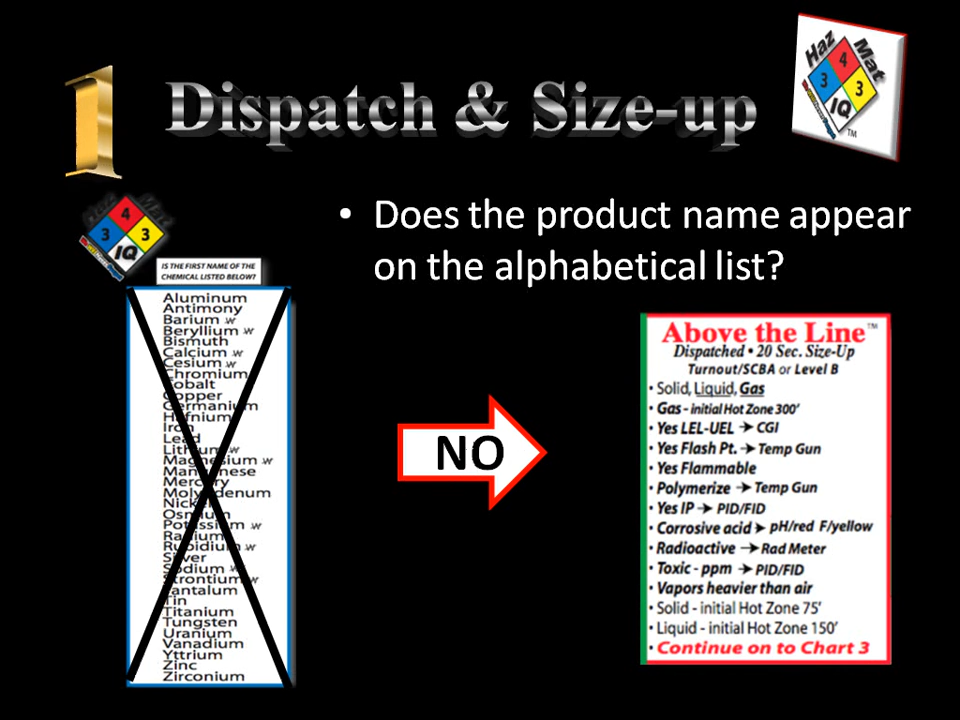 1
Dispatch & Size-up
Haz Mat
4
3
3
IQ
TM
• Does the product name appear
on the alphabetical list?
Haz Mat
4
3
3
IQ
IS THE FIRST NAME OF THE
CHEMICAL LISTED BELOW?
Aluminum
Antimony
Barium w
Beryllium w
Bismuth
Calcium w
Cesium w
Chromium
Cobalt
Copper
Germanium
Hafnium
Iron
Lead
Lithium w
Magnesium w
Manganese
Mercury
Molybdenum
Nickel
Osmium
Potassium w
Radium
Rubidium w
Silver
Sodium w
Strontium w
Tantalum
Tin
Titanium
Tungsten
Uranium
Vanadium
Yttrium
Zinc
Zirconium
NO
Above the Line™
Dispatched • 20 Sec. Size-Up
Turnout/SCBA or Level B
• Solid, Liquid, Gas
• Gas - initial Hot Zone 300'
• Yes LEL-UEL → CGI
• Yes Flash Pt. → Temp Gun
• Yes Flammable
• Polymerize → Temp Gun
• Yes IP → PID/FID
• Corrosive acid → pH/red F/yellow
• Radioactive → Rad Meter
• Toxic - ppm → PID/FID
• Vapors heavier than air
• Solid - initial Hot Zone 75'
• Liquid - initial Hot Zone 150'
• Continue on to Chart 3